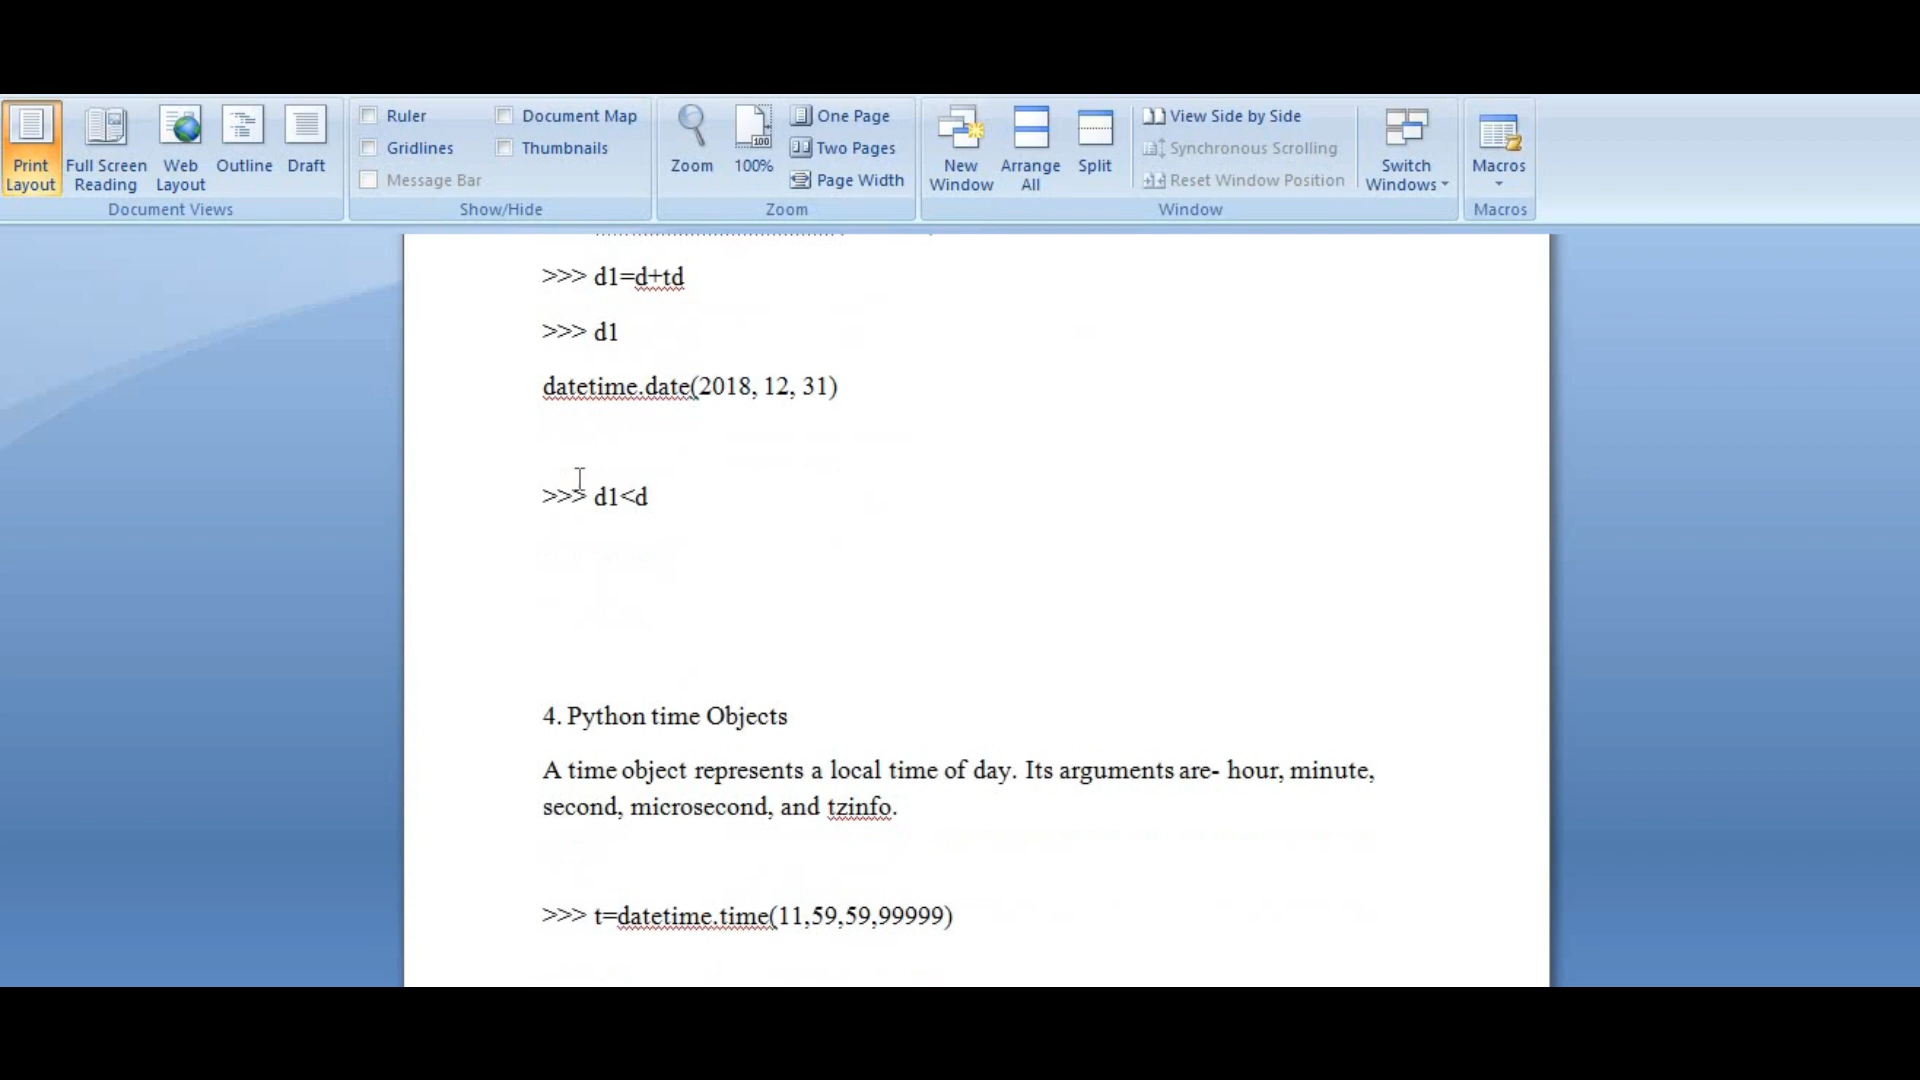 Print Layout
Full Screen Reading
Web Layout
Outline
Draft
Document Views
Ruler
Gridlines
Message Bar
Document Map
Thumbnails
Show/Hide
Zoom
100%
One Page
Two Pages
Page Width
Zoom
New Window
Arrange All
Split
View Side by Side
Synchronous Scrolling
Reset Window Position
Switch Windows
Window
Macros
Macros
>>> d1=d+td
>>> d1
datetime.date(2018, 12, 31)
>>> d1<d
4. Python time Objects
A time object represents a local time of day. Its arguments are- hour, minute,
second, microsecond, and tzinfo.
>>> t=datetime.time(11,59,59,99999)